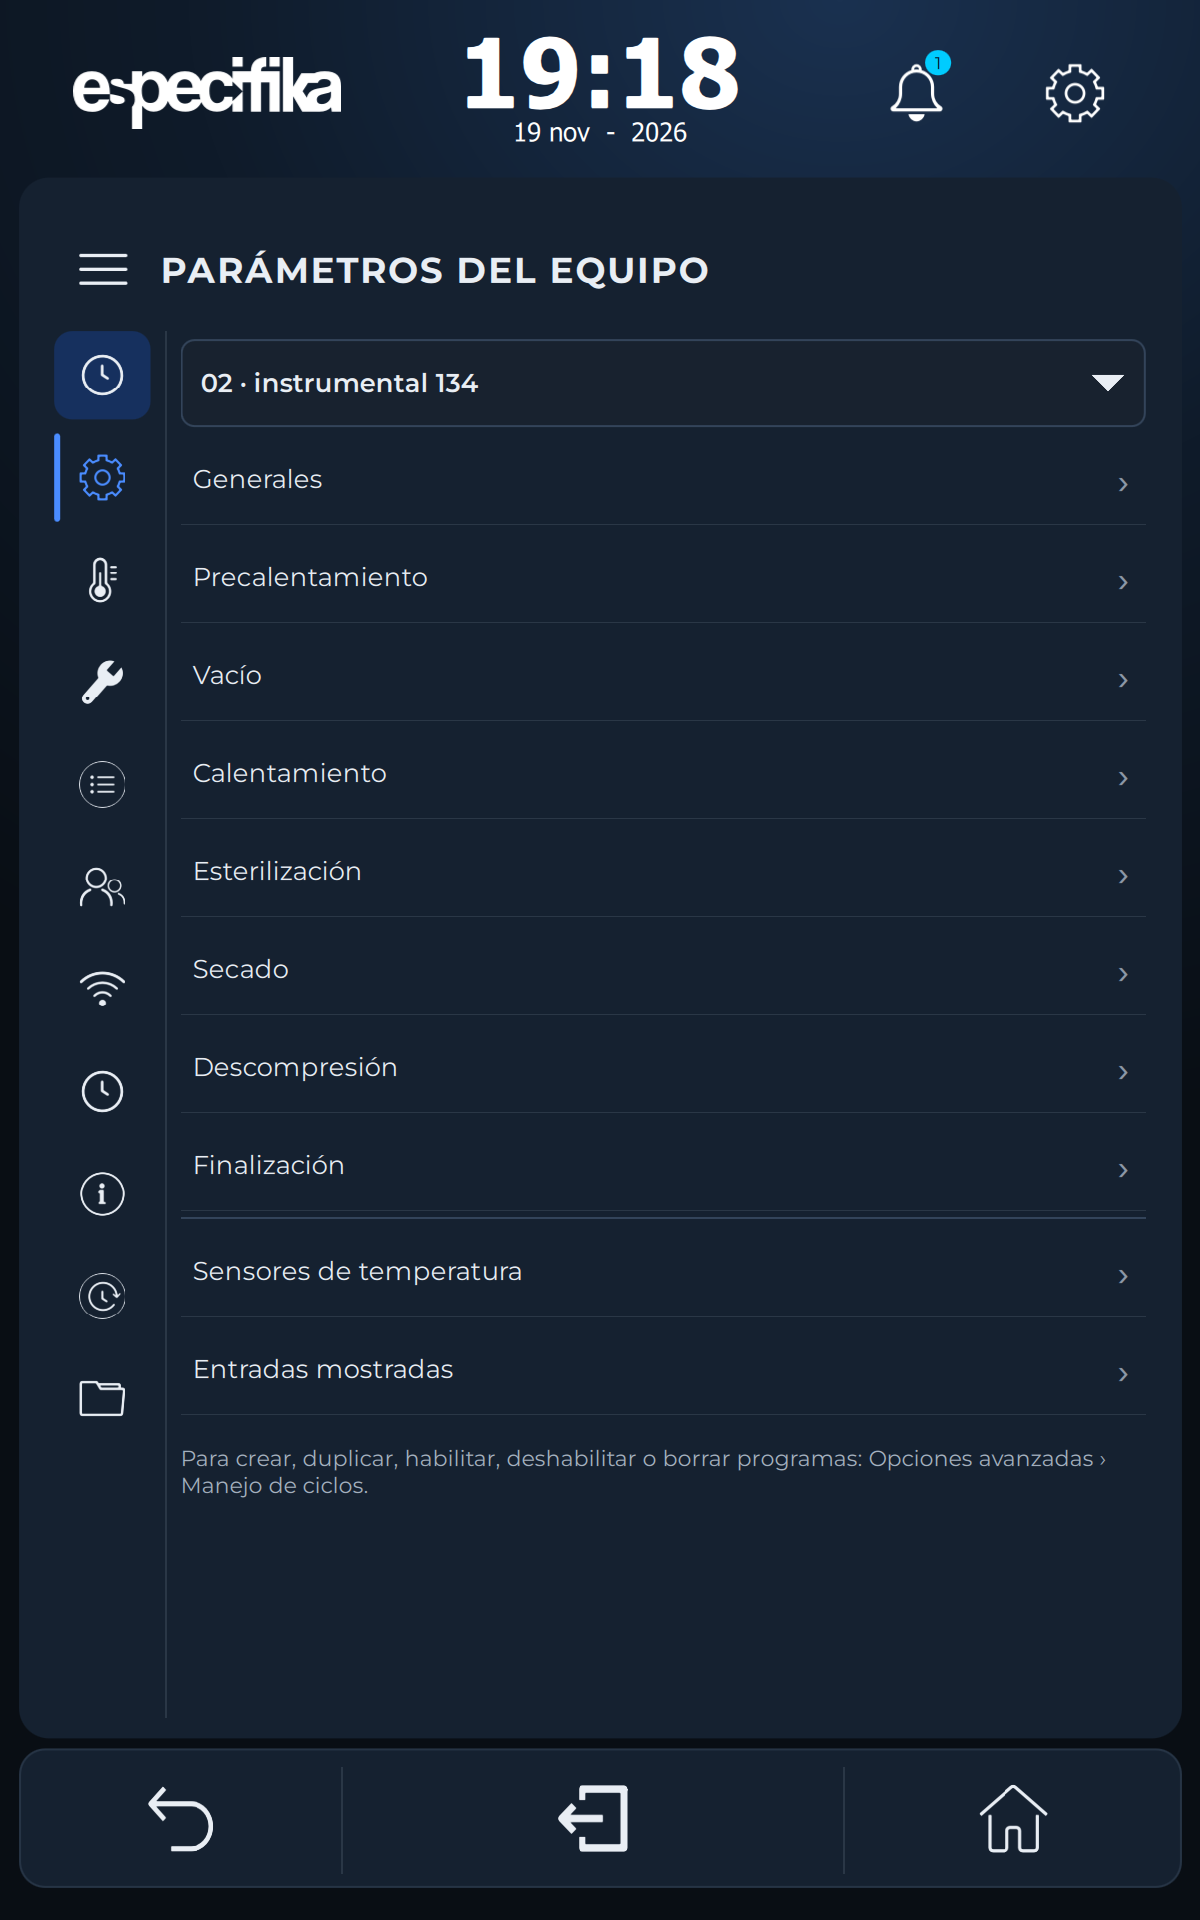 especifika
19:18
1
19 nov - 2026
PARÁMETROS DEL EQUIPO
02 · instrumental 134
Generales
Precalentamiento
Vacío
Calentamiento
Esterilización
Secado
Descompresión
Finalización
Sensores de temperatura
Entradas mostradas
Para crear, duplicar, habilitar, deshabilitar o borrar programas: Opciones avanzadas ›
Manejo de ciclos.